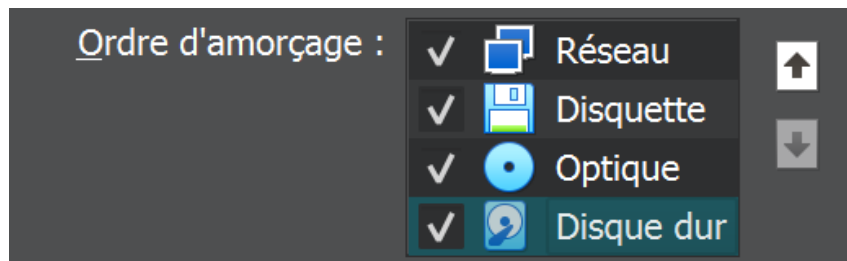 Ordre d'amorçage :
Réseau
Disquette
Optique
Disque dur